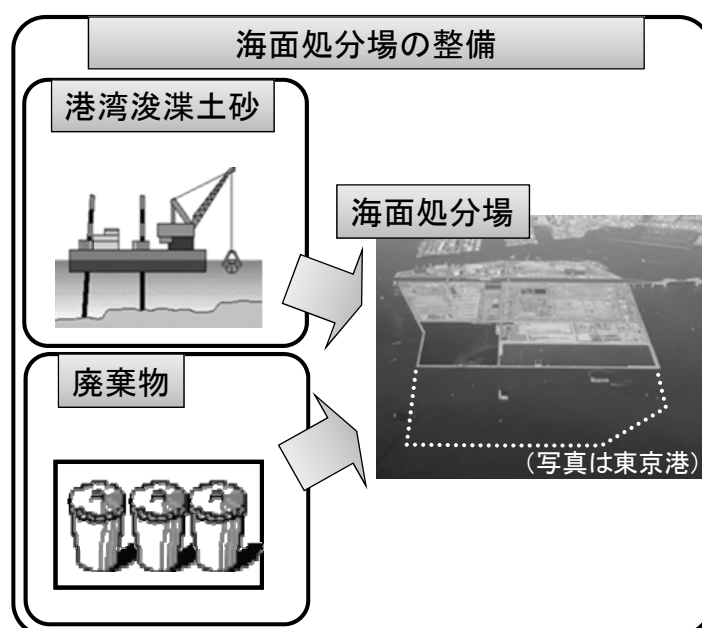 海面処分場の整備
港湾浚渫土砂
海面処分場
廃棄物
（写真は東京港）